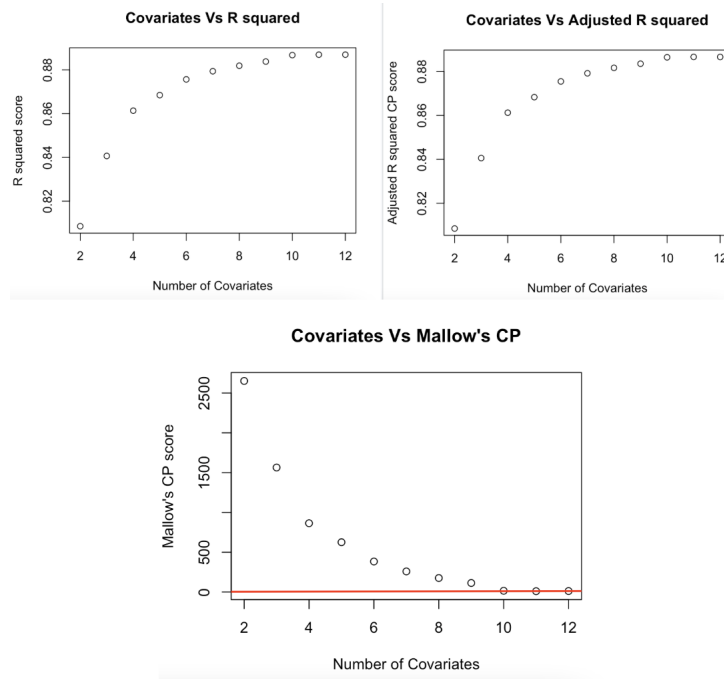 Covariates Vs R squared
R squared score
0.88
0.86
0.84
0.82
2 4 6 8 10 12
Number of Covariates
Covariates Vs Adjusted R squared
Adjusted R squared CP score
0.88
0.86
0.84
0.82
2 4 6 8 10 12
Number of Covariates
Covariates Vs Mallow's CP
Mallow's CP score
2500
1500
500
0
2 4 6 8 10 12
Number of Covariates